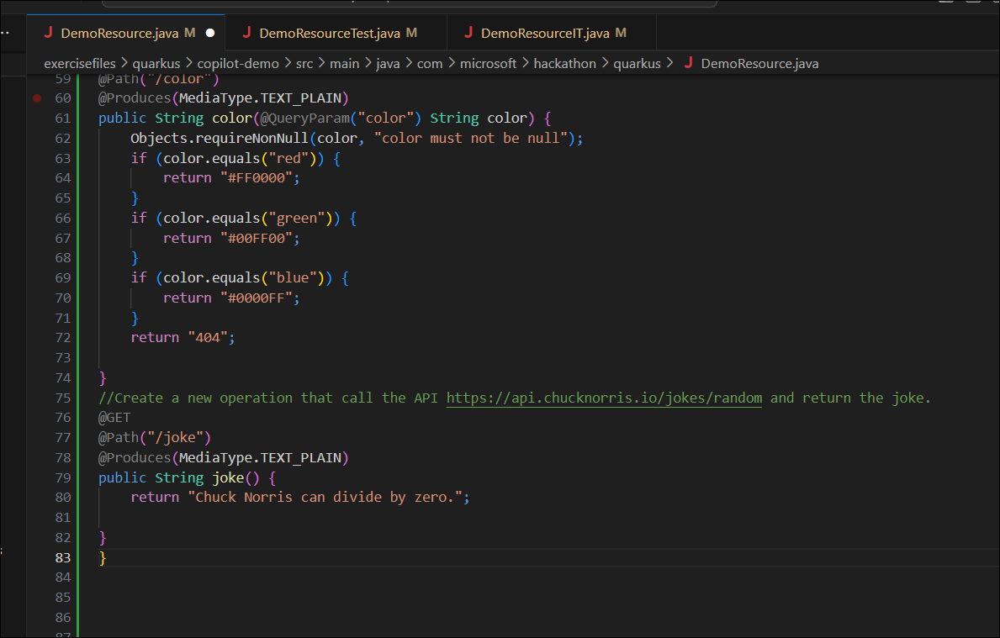 DemoResource.java M
DemoResourceTest.java M
DemoResourceIT.java M
exercisefiles > quarkus > copilot-demo > src > main > java > com > microsoft > hackathon > quarkus > DemoResource.java
59 @Path("/color")
60 @Produces(MediaType.TEXT_PLAIN)
61 public String color(@QueryParam("color") String color) {
62 Objects.requireNonNull(color, "color must not be null");
63 if (color.equals("red")) {
64 return "#FF0000";
65 }
66 if (color.equals("green")) {
67 return "#00FF00";
68 }
69 if (color.equals("blue")) {
70 return "#0000FF";
71 }
72 return "404";
73
74 }
75 //Create a new operation that call the API https://api.chucknorris.io/jokes/random and return the joke.
76 @GET
77 @Path("/joke")
78 @Produces(MediaType.TEXT_PLAIN)
79 public String joke() {
80 return "Chuck Norris can divide by zero.";
81
82 }
83 }
84
85
86
87